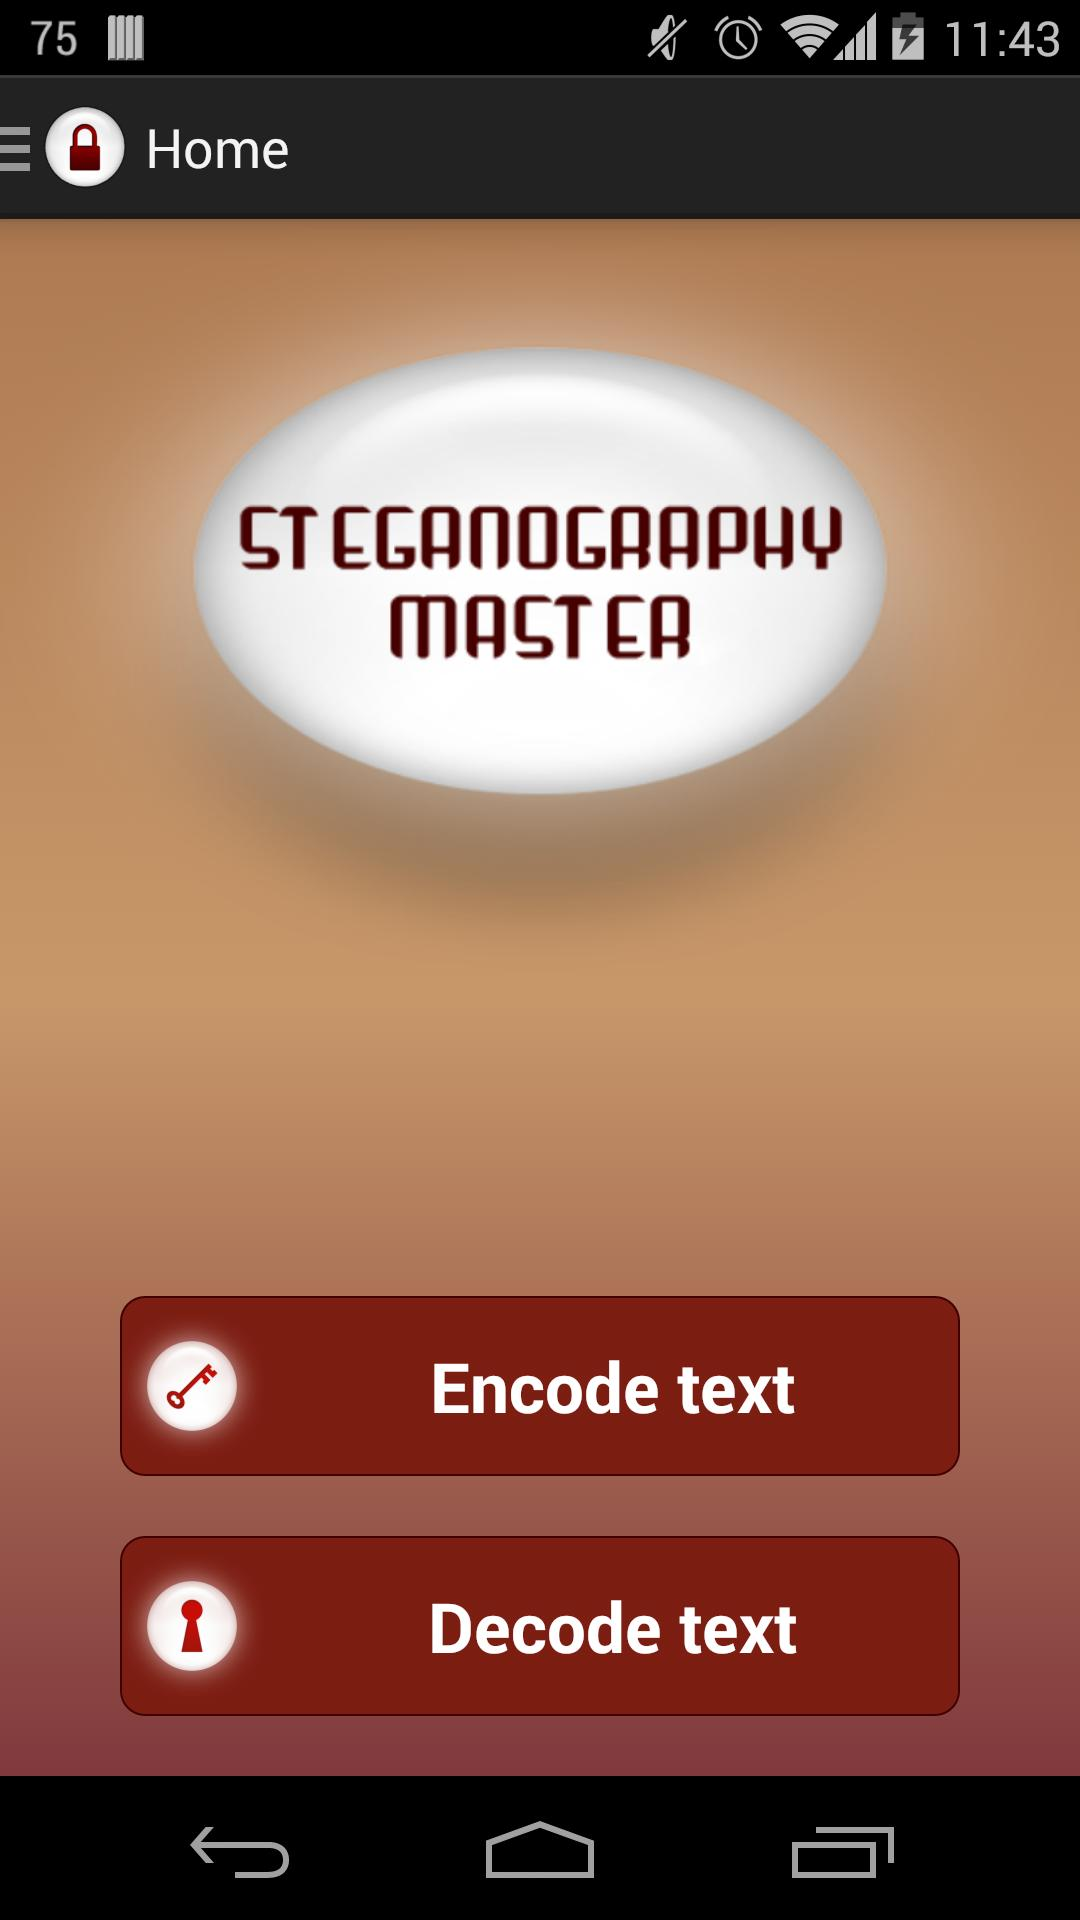 75 11:43
Home
STEGANOGRAPHY
MASTER
Encode text
Decode text